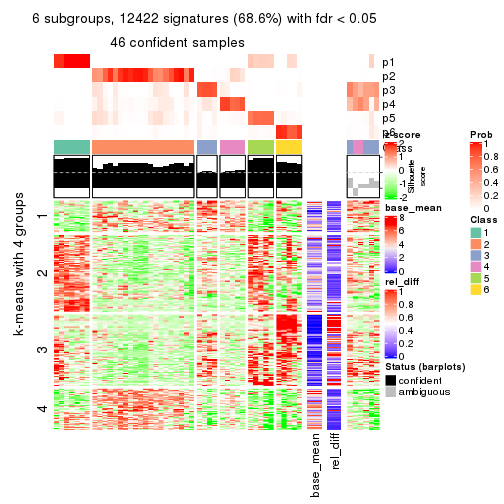 6 subgroups, 12422 signatures (68.6%) with fdr < 0.05
46 confident samples
p1
p2
p3
p4
p5
p6
Class
z_score
2
1
0
-1
-2
Silhouette score
1
2
3
4
k-means with 4 groups
base_mean
rel_diff
base_mean
8
6
4
2
0
rel_diff
1
0.8
0.6
0.4
0.2
0
Status (barplots)
confident
ambiguous
Prob
1
0.8
0.6
0.4
0.2
0
Class
1
2
3
4
5
6